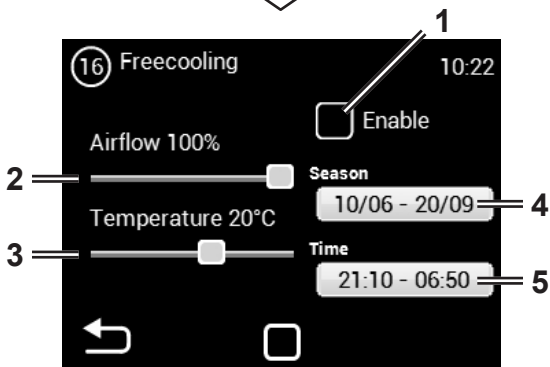 1
16 Freecooling 10:22
Enable
Airflow 100%
2
Season
10/06 - 20/09
4
Temperature 20°C
3
Time
21:10 - 06:50
5